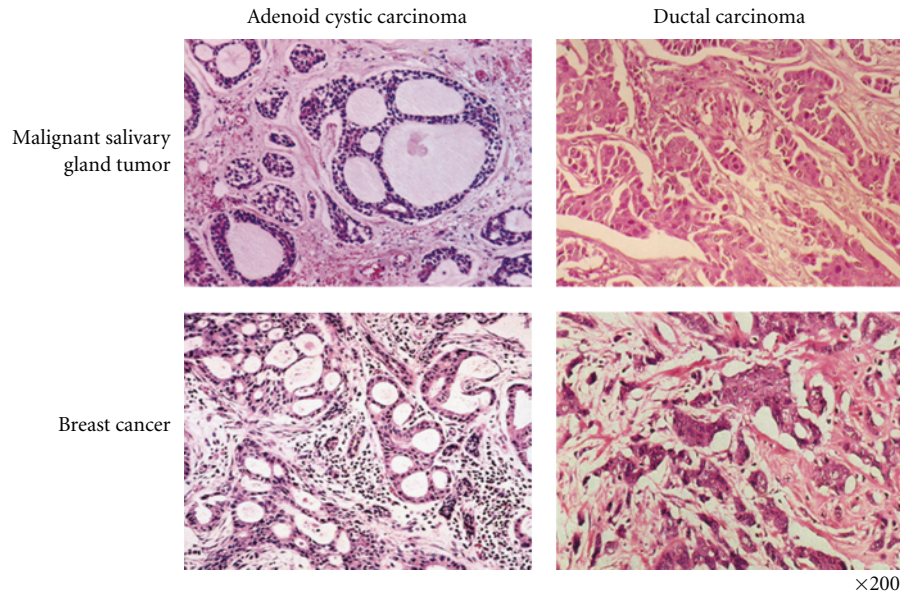 Adenoid cystic carcinoma
Ductal carcinoma
Malignant salivary
gland tumor
Breast cancer
×200